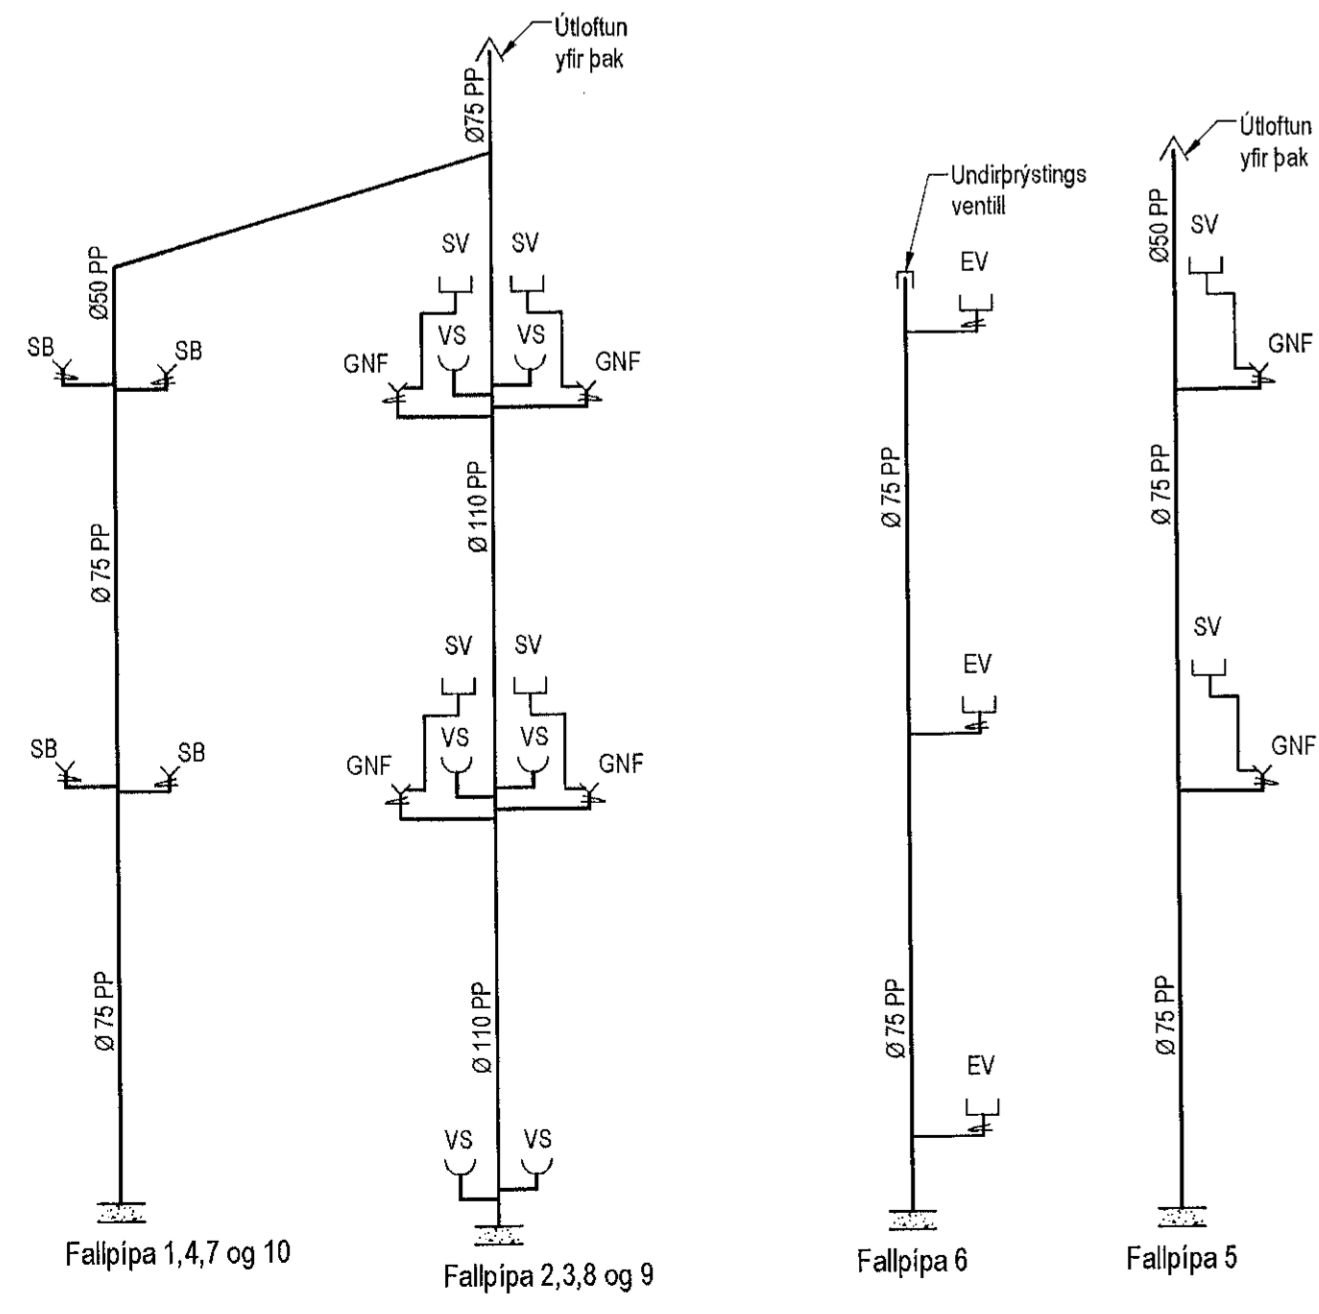 Útloftun
yfir þak
Ø75 PP
Ø50 PP
SB
SB
Ø 75 PP
SB
SB
Ø 75 PP
Fallpípa 1,4,7 og 10
SV
SV
VS
VS
GNF
GNF
Ø 110 PP
SV
SV
VS
VS
GNF
GNF
Ø 110 PP
VS
VS
Fallpípa 2,3,8 og 9
Undirþrýstings
ventill
EV
Ø 75 PP
EV
Ø 75 PP
EV
Fallpípa 6
Útloftun
yfir þak
Ø50 PP
SV
GNF
Ø 75 PP
SV
GNF
Ø 75 PP
Fallpípa 5